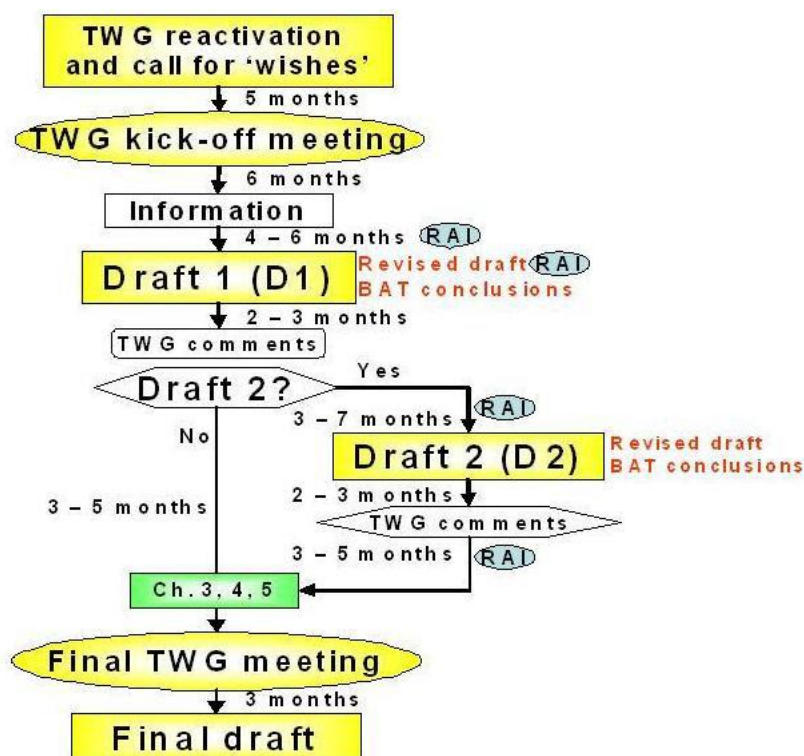 TWG reactivation
and call for ‘wishes’
5 months
TWG kick-off meeting
6 months
Information
4 – 6 months RAI
Draft 1 (D1)
Revised draft RAI
BAT conclusions
2 – 3 months
TWG comments
Draft 2?
Yes
No
3 – 7 months RAI
Draft 2 (D2)
Revised draft
BAT conclusions
2 – 3 months
TWG comments
3 – 5 months
3 – 5 months RAI
Ch. 3, 4, 5
Final TWG meeting
3 months
Final draft